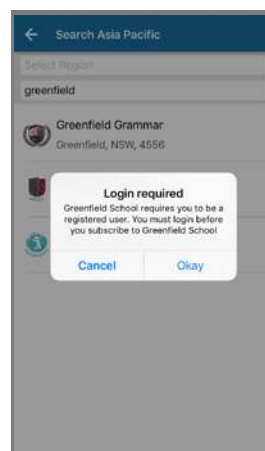 Search Asia Pacific
Select Region
greenfield
Greenfield Grammar
Greenfield, NSW, 4556
Login required
Greenfield School requires you to be a
registered user. You must login before
you subscribe to Greenfield School
Cancel Okay